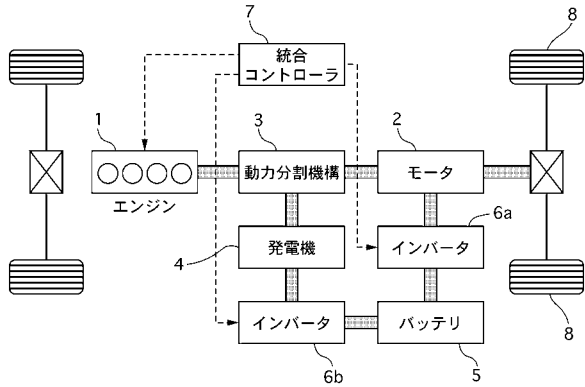 7
8
統合
コントローラ
1
3
2
動力分割機構
モータ
エンジン
6a
発電機
インバータ
4
インバータ
バッテリ
8
6b
5